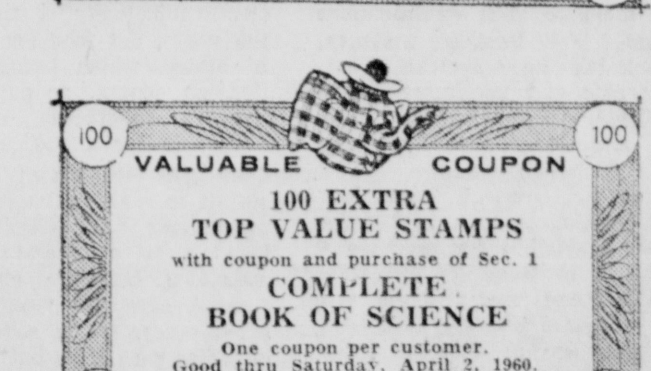 100 100
VALUABLE COUPON
100 EXTRA
TOP VALUE STAMPS
with coupon and purchase of Sec. 1
COMPLETE
BOOK OF SCIENCE
One coupon per customer.
Good thru Saturday, April 2, 1960.